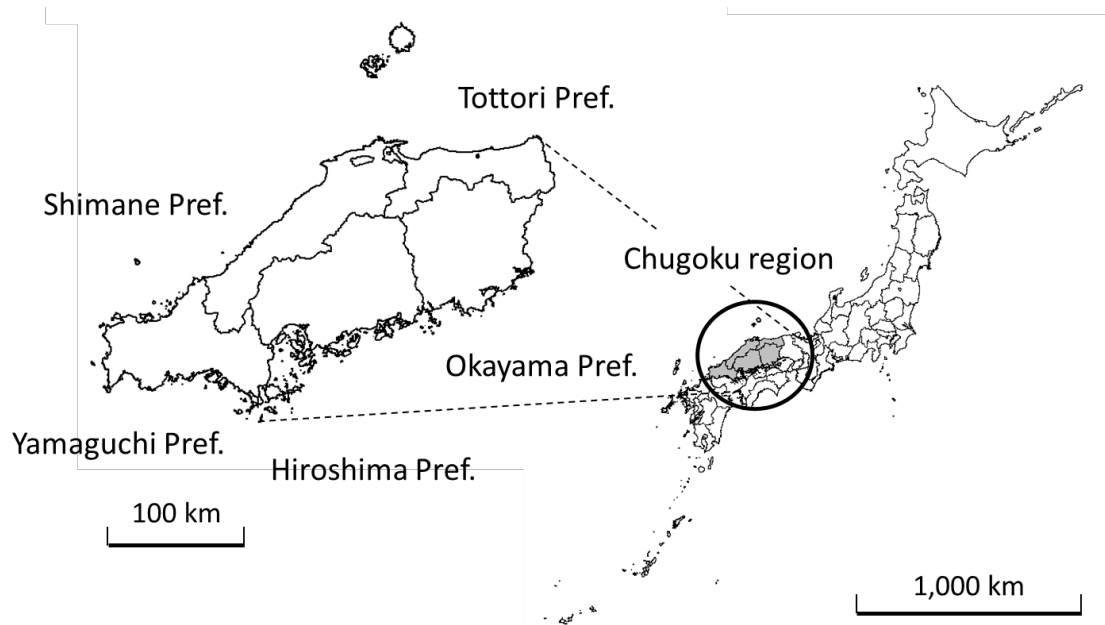 Tottori Pref.
Shimane Pref.
Chugoku region
Okayama Pref.
Yamaguchi Pref.
Hiroshima Pref.
100 km
1,000 km